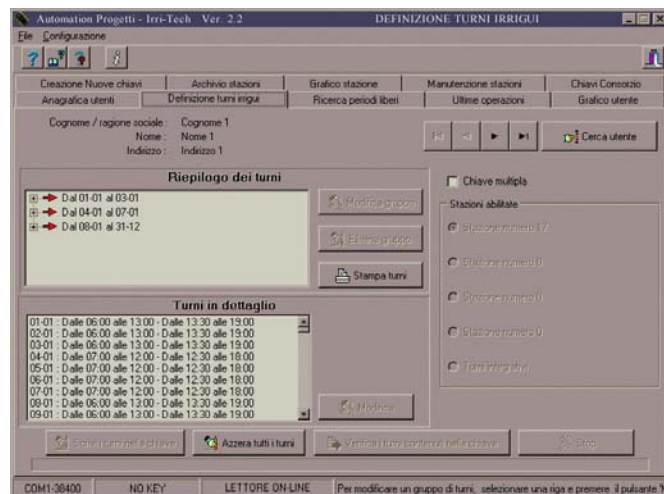 Automation Progetti - Irri-Tech Ver. 2.2 DEFINIZIONE TURNI IRRIGUI
File Configurazione
Creazione Nuove chiavi Archivio stazioni Grafico stazione Manutenzione stazioni Chiavi Consorzio
Anagrafica utenti Definizione turni irrigui Ricerca periodi liberi Ultime operazioni Grafico utente
Cognome / ragione sociale : Cognome 1
Nome : Nome 1
Indirizzo : Indirizzo 1
Cerca utente
Riepilogo dei turni
Dal 01-01 al 03-01
Dal 04-01 al 07-01
Dal 08-01 al 31-12
Modifica gruppo
Elimina gruppo
Stampa turni
Chiave multipla
Stazioni abilitate
Stazione numero 17
Stazione numero 0
Stazione numero 0
Stazione numero 0
Turni integrativi
Turni in dettaglio
01-01 : Dalle 06:00 alle 13:00 - Dalle 13:30 alle 19:00
02-01 : Dalle 06:00 alle 13:00 - Dalle 13:30 alle 19:00
03-01 : Dalle 06:00 alle 13:00 - Dalle 13:30 alle 19:00
04-01 : Dalle 07:00 alle 12:00 - Dalle 12:30 alle 18:00
05-01 : Dalle 07:00 alle 12:00 - Dalle 12:30 alle 18:00
06-01 : Dalle 07:00 alle 12:00 - Dalle 12:30 alle 18:00
07-01 : Dalle 07:00 alle 12:00 - Dalle 12:30 alle 18:00
08-01 : Dalle 06:00 alle 13:00 - Dalle 13:30 alle 19:00
09-01 : Dalle 06:00 alle 13:00 - Dalle 13:30 alle 19:00
Modifica
Scrivi i turni nella chiave Azzera tutti i turni Verifica i turni contenuti nella chiave Stop
COM1-38400 NO KEY LETTORE ON-LINE Per modificare un gruppo di turni, selezionare una riga e premere il pulsante